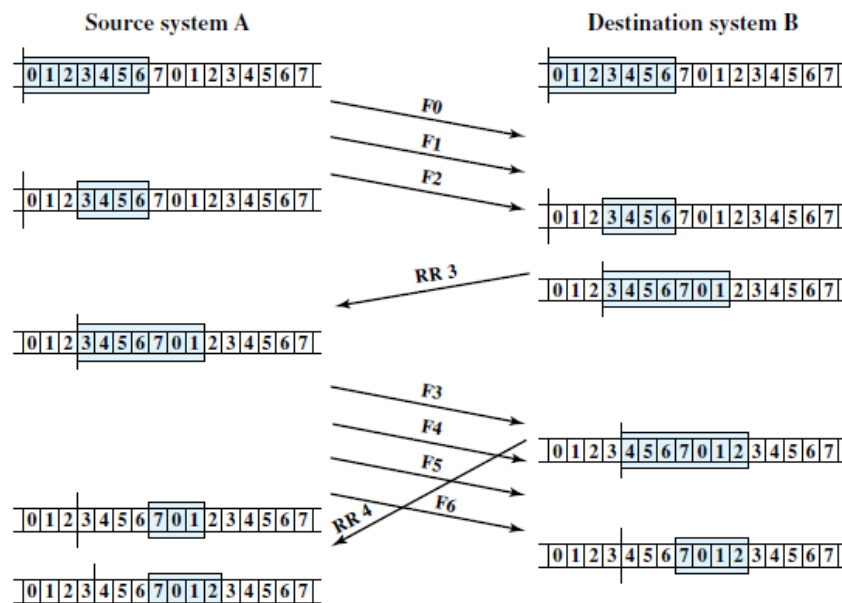 Source system A
Destination system B
0 1 2 3 4 5 6 7 0 1 2 3 4 5 6 7
0 1 2 3 4 5 6 7 0 1 2 3 4 5 6 7
F0
F1
F2
0 1 2 3 4 5 6 7 0 1 2 3 4 5 6 7
0 1 2 3 4 5 6 7 0 1 2 3 4 5 6 7
RR 3
0 1 2 3 4 5 6 7 0 1 2 3 4 5 6 7
0 1 2 3 4 5 6 7 0 1 2 3 4 5 6 7
F3
F4
F5
F6
0 1 2 3 4 5 6 7 0 1 2 3 4 5 6 7
RR 4
0 1 2 3 4 5 6 7 0 1 2 3 4 5 6 7
0 1 2 3 4 5 6 7 0 1 2 3 4 5 6 7
0 1 2 3 4 5 6 7 0 1 2 3 4 5 6 7